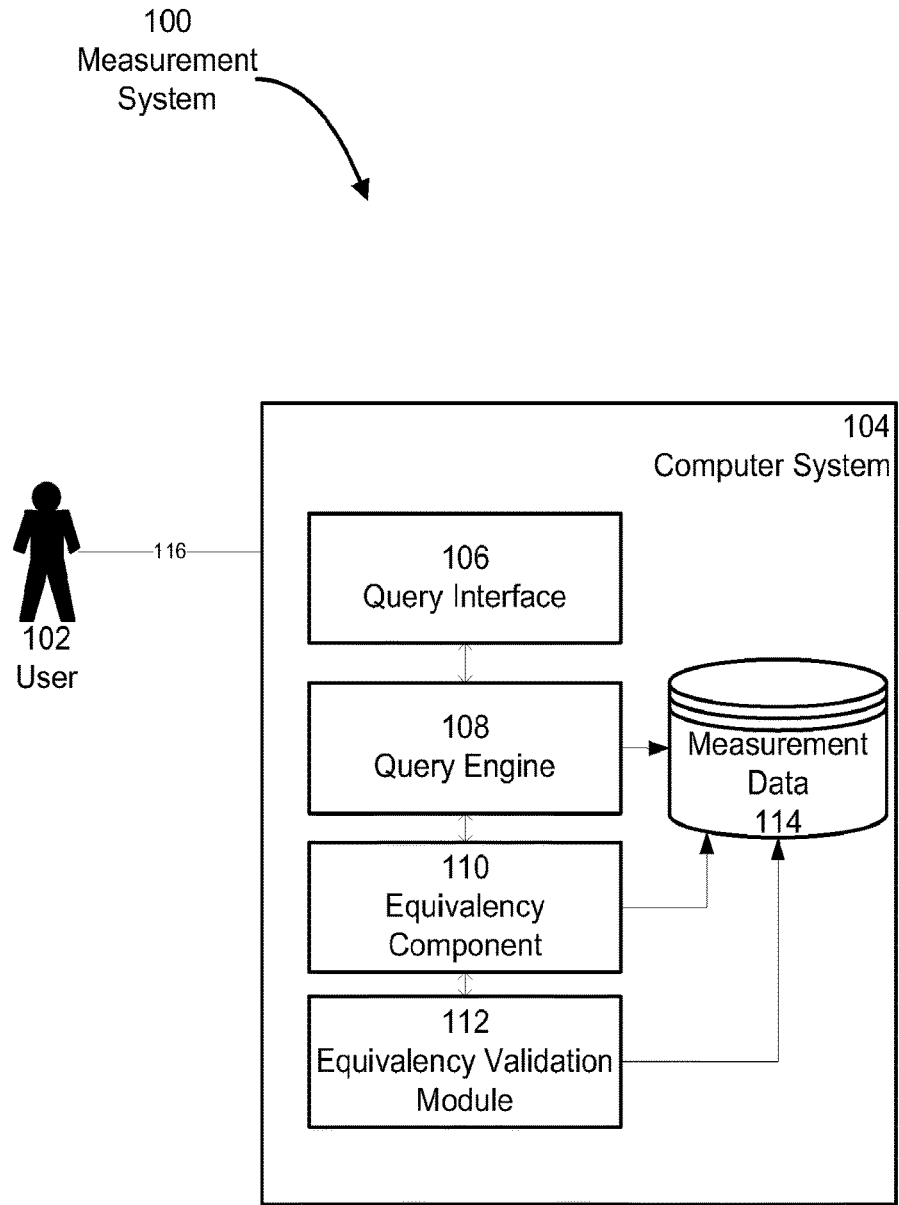 100
Measurement
System
104
Computer System
116
102
User
106
Query Interface
108
Query Engine
110
Equivalency
Component
112
Equivalency Validation
Module
Measurement
Data
114